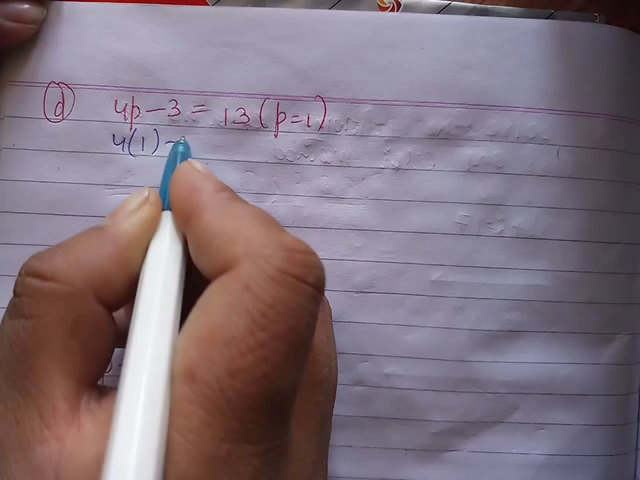 d 4p - 3 = 13 (p = 1)
4(1) -